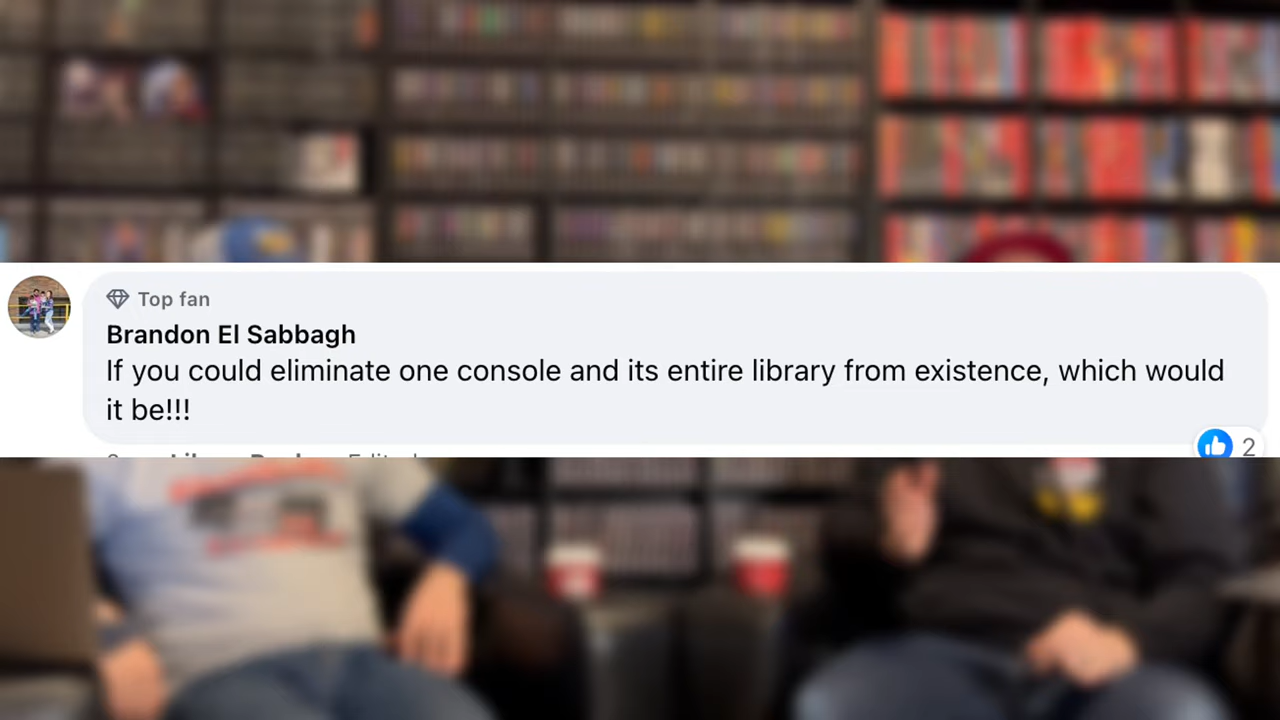 Top fan
Brandon El Sabbagh
If you could eliminate one console and its entire library from existence, which would
it be!!!
2